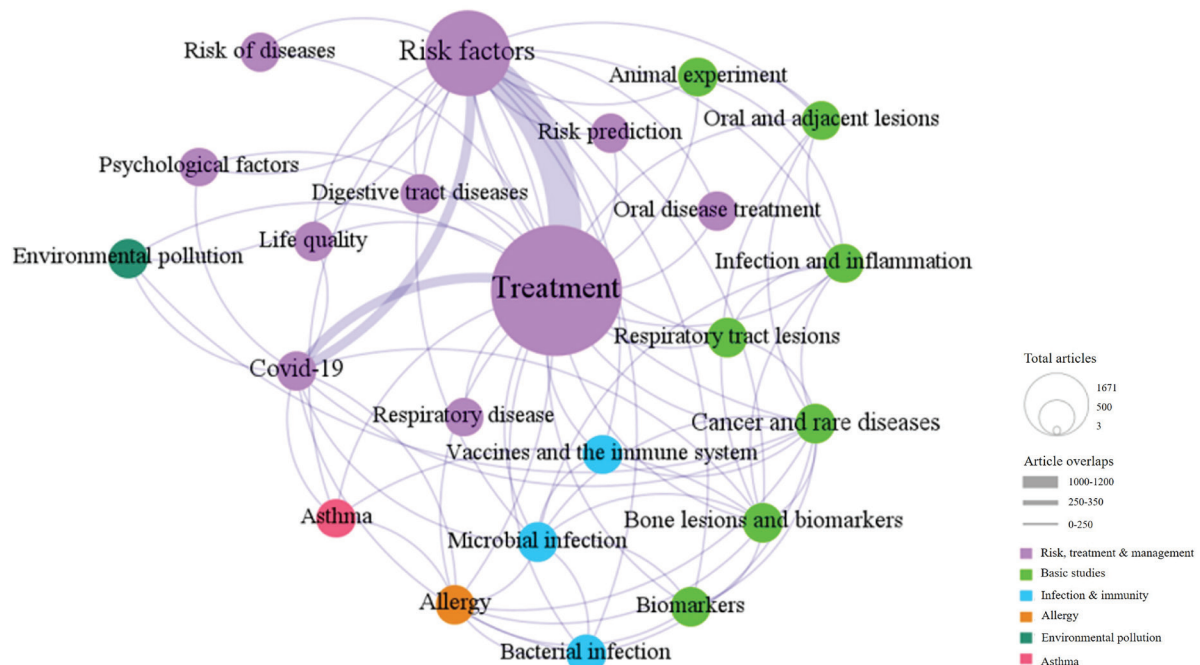 Risk of diseases
Risk factors
Animal experiment
Oral and adjacent lesions
Risk prediction
Psychological factors
Digestive tract diseases
Oral disease treatment
Life quality
Environmental pollution
Infection and inflammation
Treatment
Respiratory tract lesions
Covid-19
Respiratory disease
Cancer and rare diseases
Vaccines and the immune system
Asthma
Microbial infection
Bone lesions and biomarkers
Allergy
Biomarkers
Bacterial infection
Total articles
1671
500
3
Article overlaps
1000-1200
250-350
0-250
Risk, treatment & management
Basic studies
Infection & immunity
Allergy
Environmental pollution
Asthma